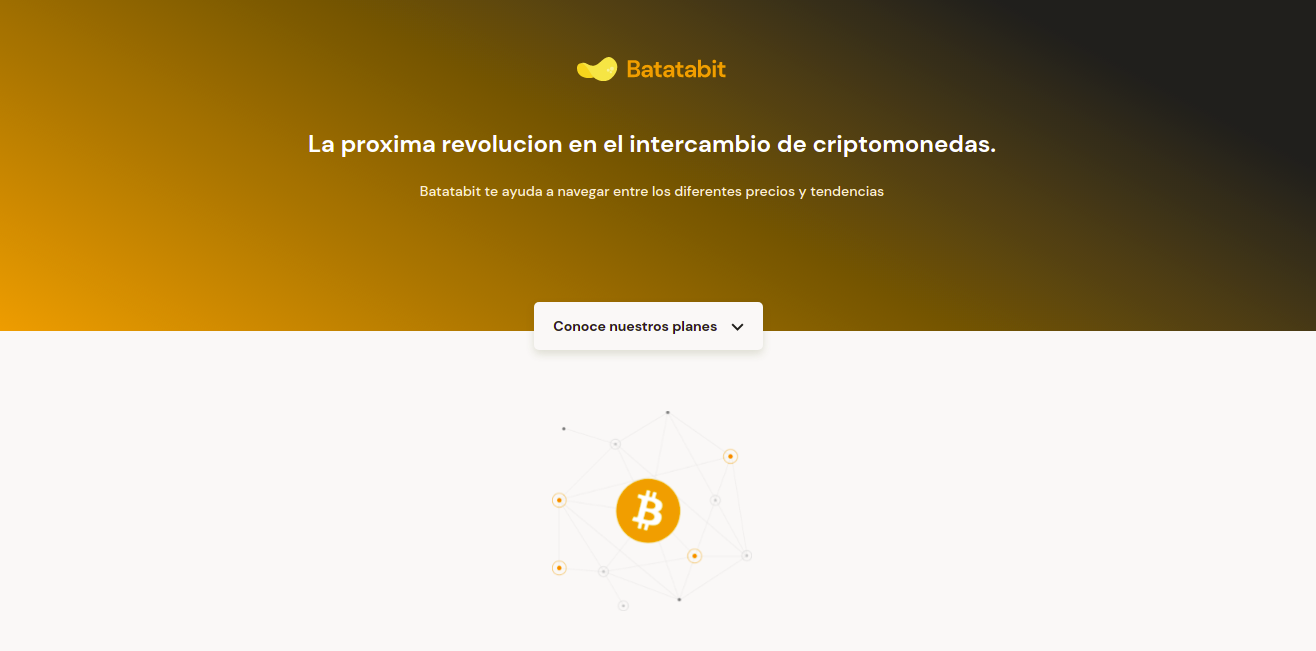 Batatabit
La proxima revolucion en el intercambio de criptomonedas.
Batatabit te ayuda a navegar entre los diferentes precios y tendencias
Conoce nuestros planes